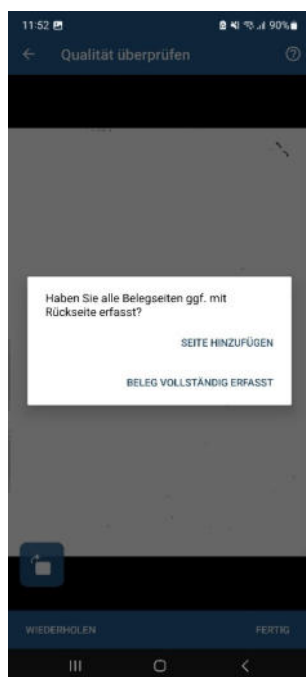 11:52
90%
Qualität überprüfen
Haben Sie alle Belegseiten ggf. mit
Rückseite erfasst?
SEITE HINZUFÜGEN
BELEG VOLLSTÄNDIG ERFASST
WIEDERHOLEN
FERTIG